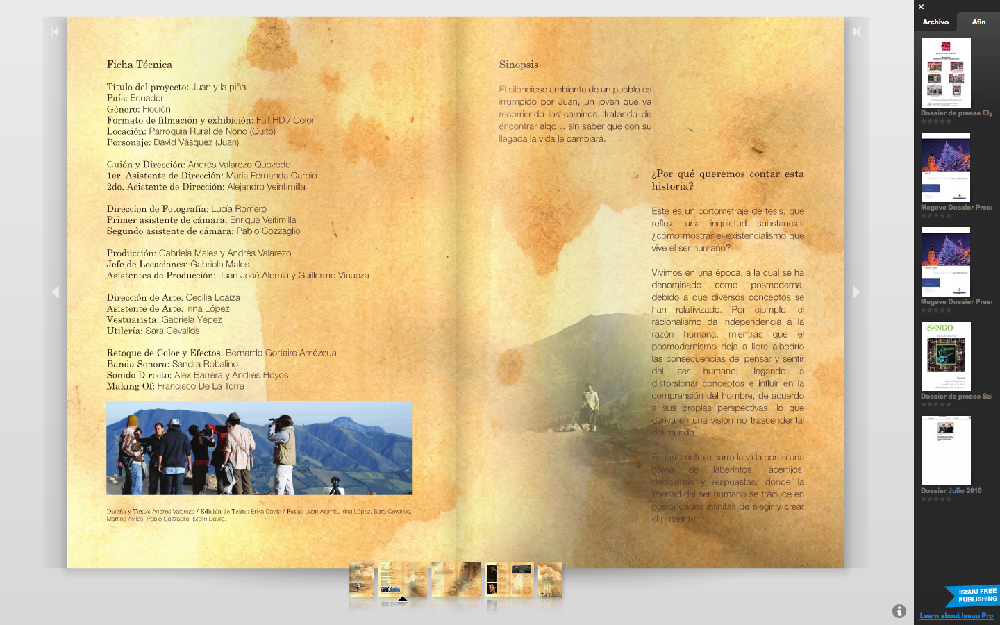 Ficha Técnica
Título del proyecto: Juan y la piña
País: Ecuador
Género: Ficción
Formato de filmación y exhibición: Full HD / Color
Locación: Parroquia Rural de Nono (Quito)
Personaje: David Vásquez (Juan)
Guión y Dirección: Andrés Valarezo Quevedo
1er. Asistente de Dirección: María Fernanda Carpio
2do. Asistente de Dirección: Alejandro Veintimilla
Direccíon de Fotografía: Lucía Romero
Primer asistente de cámara: Enrique Veitimilla
Segundo asistente de cámara: Pablo Cozzaglio
Producción: Gabriela Males y Andrés Valarezo
Jefe de Locaciones: Gabriela Males
Asistentes de Producción: Juan José Alomía y Guillermo Vinueza
Dirección de Arte: Cecilia Loaiza
Asistente de Arte: Irina López
Vestuarista: Gabriela Yépez
Utilería: Sara Cevallos
Retoque de Color y Efectos: Bernardo Gortaire Amézcua
Banda Sonora: Sandra Robalino
Sonido Directo: Alex Barrera y Andrés Hoyos
Making Of: Francisco De La Torre
Diseño y Texto: Andrés Valarezo / Edición de Texto: Érika Dávila / Fotos: Juan Alomia, Irina López, Sara Cevallos,
Martina Avilés, Pablo Cozzaglio, Stalin Dávila.
Sinopsis
El silencioso ambiente de un pueblo es
irrumpido por Juan, un joven que va
recorriendo los caminos, tratando de
encontrar algo... sin saber que con su
llegada la vida le cambiará.
¿Por qué queremos contar esta
historia?
Este es un cortometraje de tesis, que
refleja una inquietud substancial:
¿cómo mostrar el existencialismo que
vive el ser humano?
Vivimos en una época, a la cual se ha
denominado como posmoderna,
debido a que diversos conceptos se
han relativizado. Por ejemplo, el
racionalismo da independencia a la
razón humana, mientras que el
posmodernismo deja a libre albedrío
las consecuencias del pensar y sentir
del ser humano; llegando a
distorsionar conceptos e influir en la
comprensión del hombre, de acuerdo
a sus propias perspectivas, lo que
deriva en una visión no trascendental
del mundo.
El cortometraje narra la vida como una
gama de laberintos, acertijos,
decisiones y respuestas, donde la
libertad del ser humano se traduce en
posibilidades infinitas de elegir y crear
el presente.
Archivo
Afin
Dossier de presse Ely
Megeve Dossier Pres
Megeve Dossier Pres
SaNGO
Contact
Dossier de presse Sa
Dossier Julio 2010
ISSUU FREE
PUBLISHING
Learn about Issuu Pro